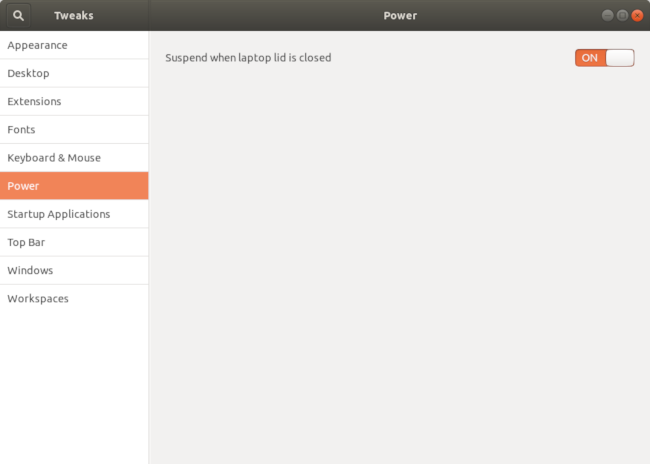 Tweaks
Power
Appearance
Desktop
Extensions
Fonts
Keyboard & Mouse
Power
Startup Applications
Top Bar
Windows
Workspaces
Suspend when laptop lid is closed
ON